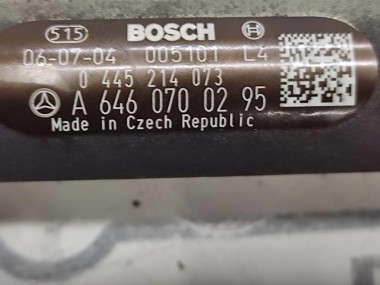 515 BOSCH
06-07-04 005101 L4
0 445 214 073
A 646 070 02 95
Made in Czech Republic